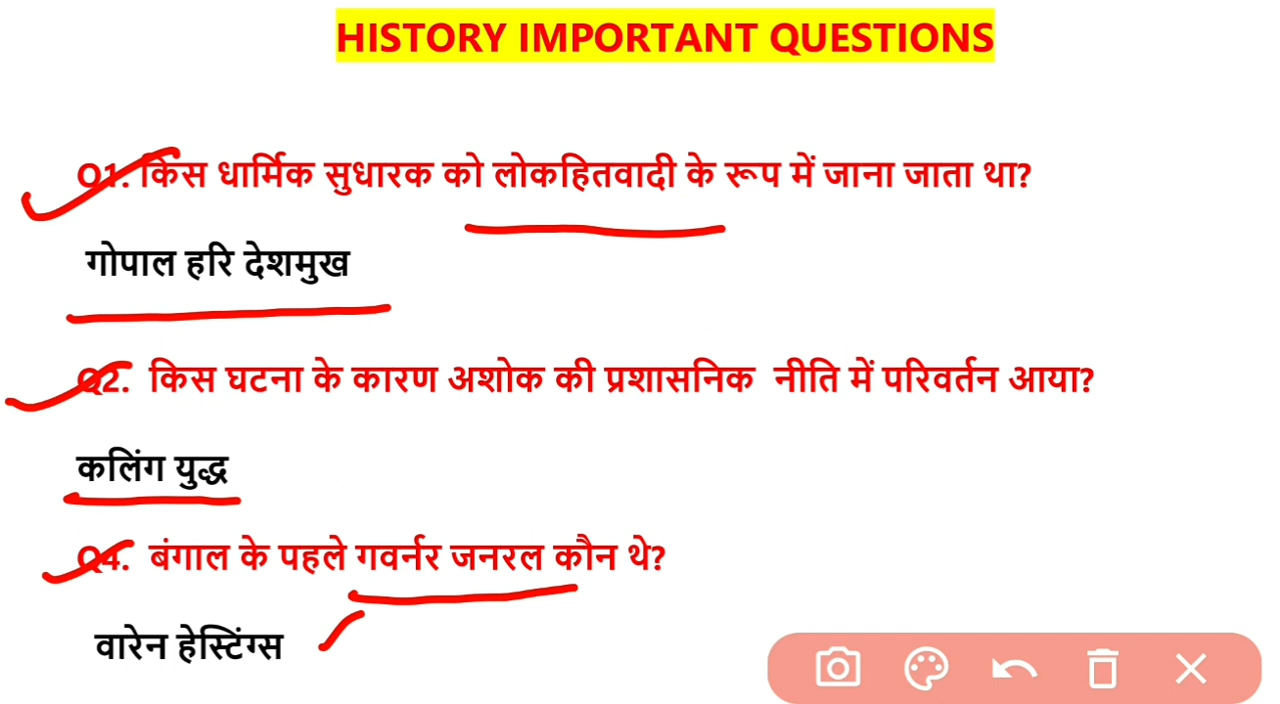 HISTORY IMPORTANT QUESTIONS
Q1. किस धार्मिक सुधारक को लोकहितवादी के रूप में जाना जाता था?
गोपाल हरि देशमुख
Q2. किस घटना के कारण अशोक की प्रशासनिक नीति में परिवर्तन आया?
कलिंग युद्ध
Q4. बंगाल के पहले गवर्नर जनरल कौन थे?
वारेन हेस्टिंग्स